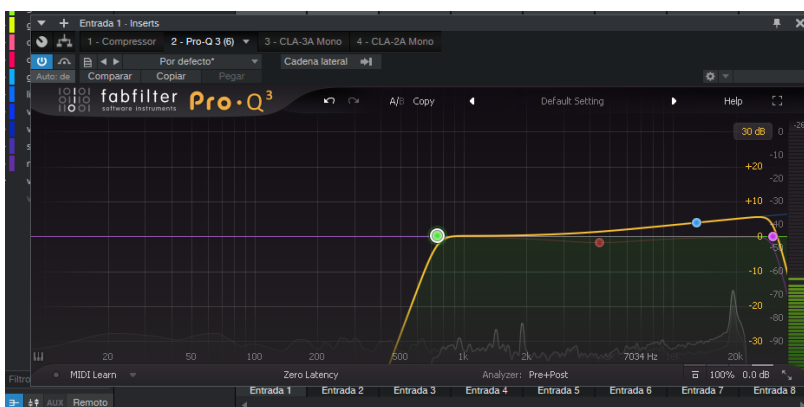 Entrada 1 - Inserts
1 - Compressor 2 - Pro-Q 3 (6) 3 - CLA-3A Mono 4 - CLA-2A Mono
Por defecto* Cadena lateral
Auto: de Comparar Copiar Pegar
fabfilter Pro·Q³ A/B Copy Default Setting Help
software instruments
30 dB 0
-10
+20 -20
+10 -30
-40
0
-50
-10 -60
-70
-20
-80
-30 -90
20 50 100 200 500 1k 2k 7034 Hz 20k
MIDI Learn Zero Latency Analyzer: Pre+Post 100% 0.0 dB
Filtro
Entrada 1 Entrada 2 Entrada 3 Entrada 4 Entrada 5 Entrada 6 Entrada 7 Entrada 8
AUX Remoto